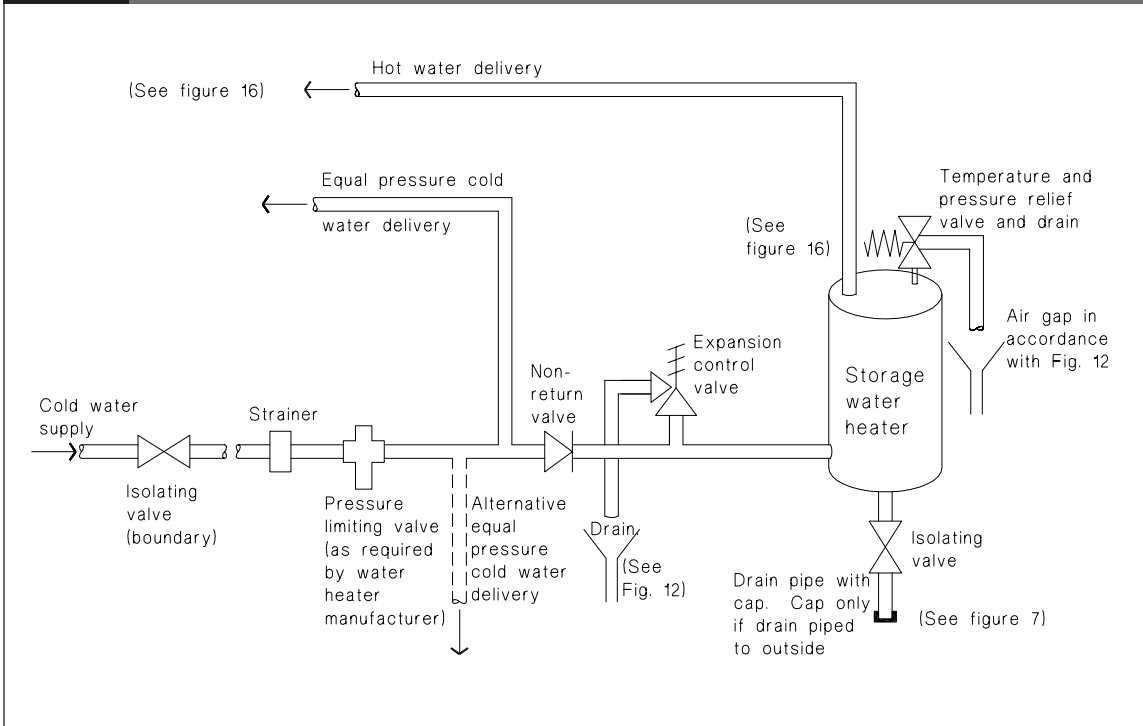 Hot water delivery
(See figure 16)
Equal pressure cold
water delivery
Temperature and
pressure relief
valve and drain
(See
figure 16)
Air gap in
accordance
with Fig. 12
Expansion
control
valve
Non-
return
valve
Storage
water
heater
Cold water
supply
Strainer
Isolating
valve
(boundary)
Pressure
limiting valve
(as required
by water
heater
manufacturer)
Alternative
equal
pressure
cold water
delivery
Drain
(See
Fig. 12)
Isolating
valve
Drain pipe with
cap. Cap only
if drain piped
to outside
(See figure 7)